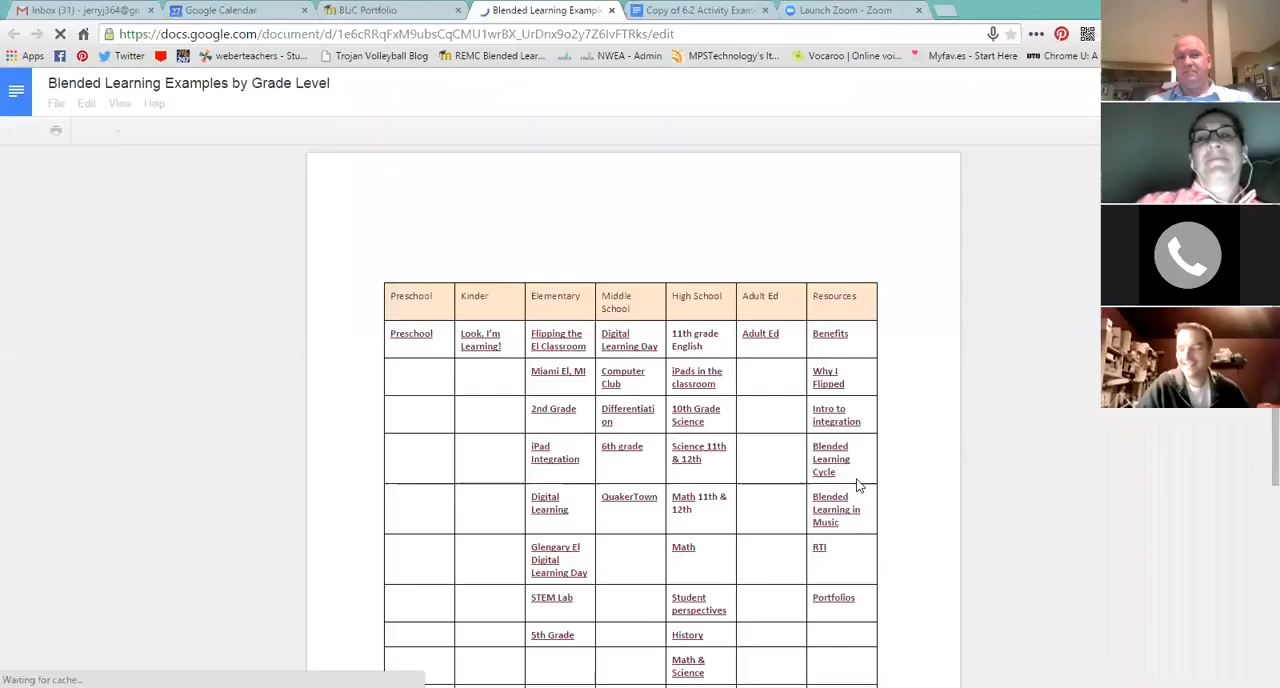 Inbox (31) - jerryj364@gr
Google Calendar
BLiC Portfolio
Blended Learning Exampl
Copy of 6.2 Activity Exam
Launch Zoom - Zoom
https://docs.google.com/document/d/1e6cRRqFxM9ubsCqCMU1wrBX_UrDnx9o2y7Z6IvFTRks/edit
Apps Twitter weberteachers - Stu... Trojan Volleyball Blog REMC Blended Lear... NWEA - Admin MPSTechnology's It... Vocaroo | Online voi... Myfav.es - Start Here Chrome U: A
Blended Learning Examples by Grade Level
File Edit View Help
Preschool Kinder Elementary Middle School High School Adult Ed Resources
Preschool Look, I'm Learning! Flipping the El Classroom Digital Learning Day 11th grade English Adult Ed Benefits
Miami El, MI Computer Club iPads in the classroom Why I Flipped
2nd Grade Differentiation 10th Grade Science Intro to integration
iPad Integration 6th grade Science 11th & 12th Blended Learning Cycle
Digital Learning QuakerTown Math 11th & 12th Blended Learning in Music
Glengary El Digital Learning Day Math RTI
STEM Lab Student perspectives Portfolios
5th Grade History
Math & Science
Waiting for cache...